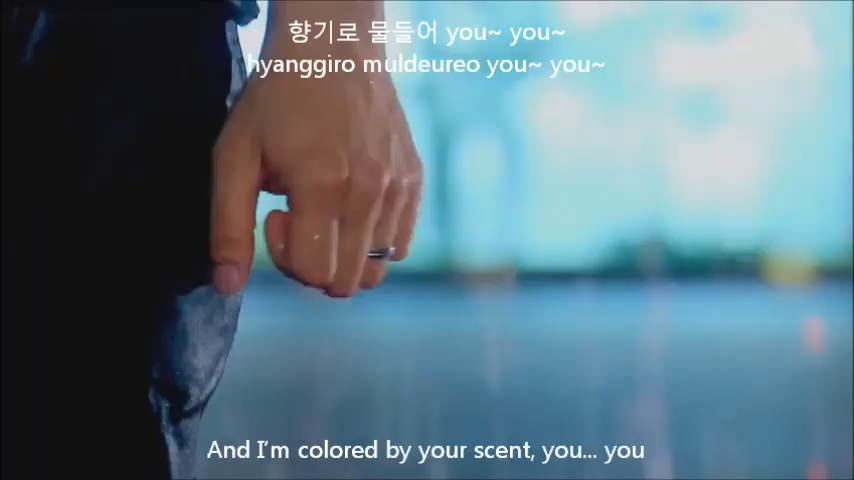 향기로 물들어 you~ you~
hyanggiro muldeureo you~ you~
And I'm colored by your scent, you... you